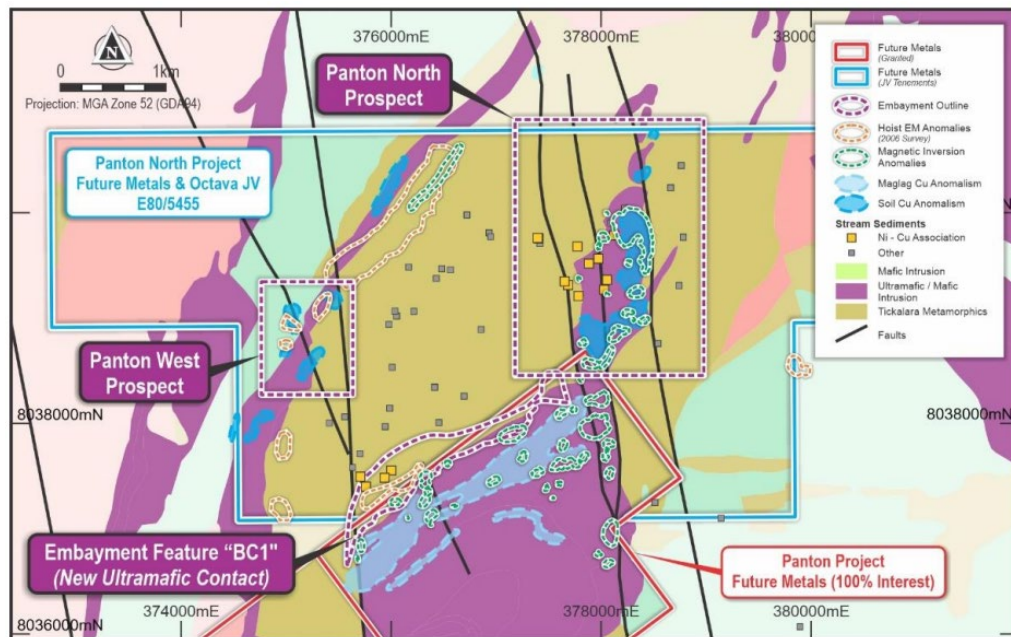 376000mE
378000mE
380000mE
N
0 1km
Projection: MGA Zone 52 (GDA94)
Panton North
Prospect
Panton North Project
Future Metals & Octava JV
E80/5455
Panton West
Prospect
8038000mN
8038000mN
Embayment Feature “BC1"
(New Ultramafic Contact)
Panton Project
Future Metals (100% Interest)
374000mE
378000mE
380000mE
8036000mN
Future Metals
(Granted)
Future Metals
(JV Tenements)
Embayment Outline
Hoist EM Anomalies
(2006 Survey)
Magnetic Inversion
Anomalies
Maglag Cu Anomalism
Soil Cu Anomalism
Stream Sediments
Ni - Cu Association
Other
Mafic Intrusion
Ultramafic / Mafic
Intrusion
Tickalara Metamorphics
Faults